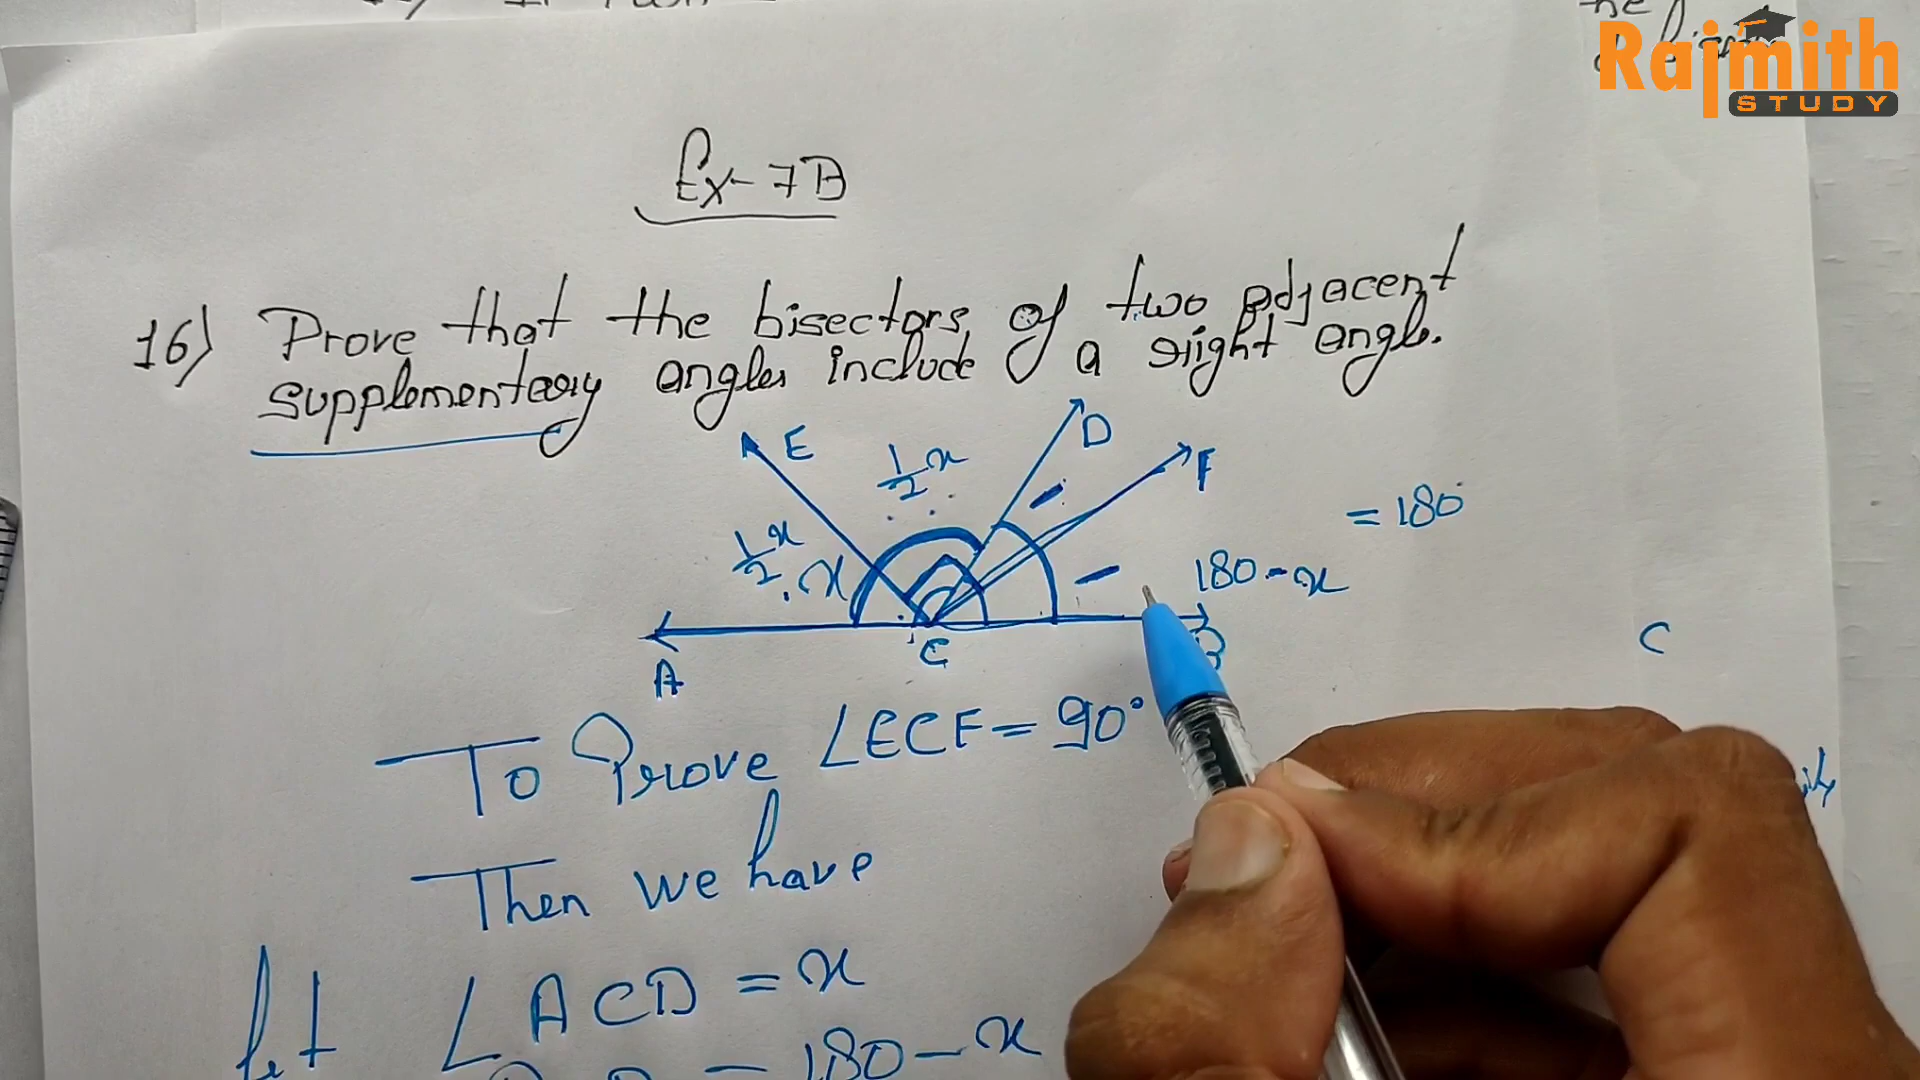 Rajmith
STUDY
Ex-7B
16) Prove that the bisectors of two adjacent
supplementary angles include a right angle.
E
1/2 x
D
F
= 180
1/2 x
x
180-x
A
C
B
C
To Prove ∠ECF = 90°
Then we have
let ∠ACD = x
= 180-x